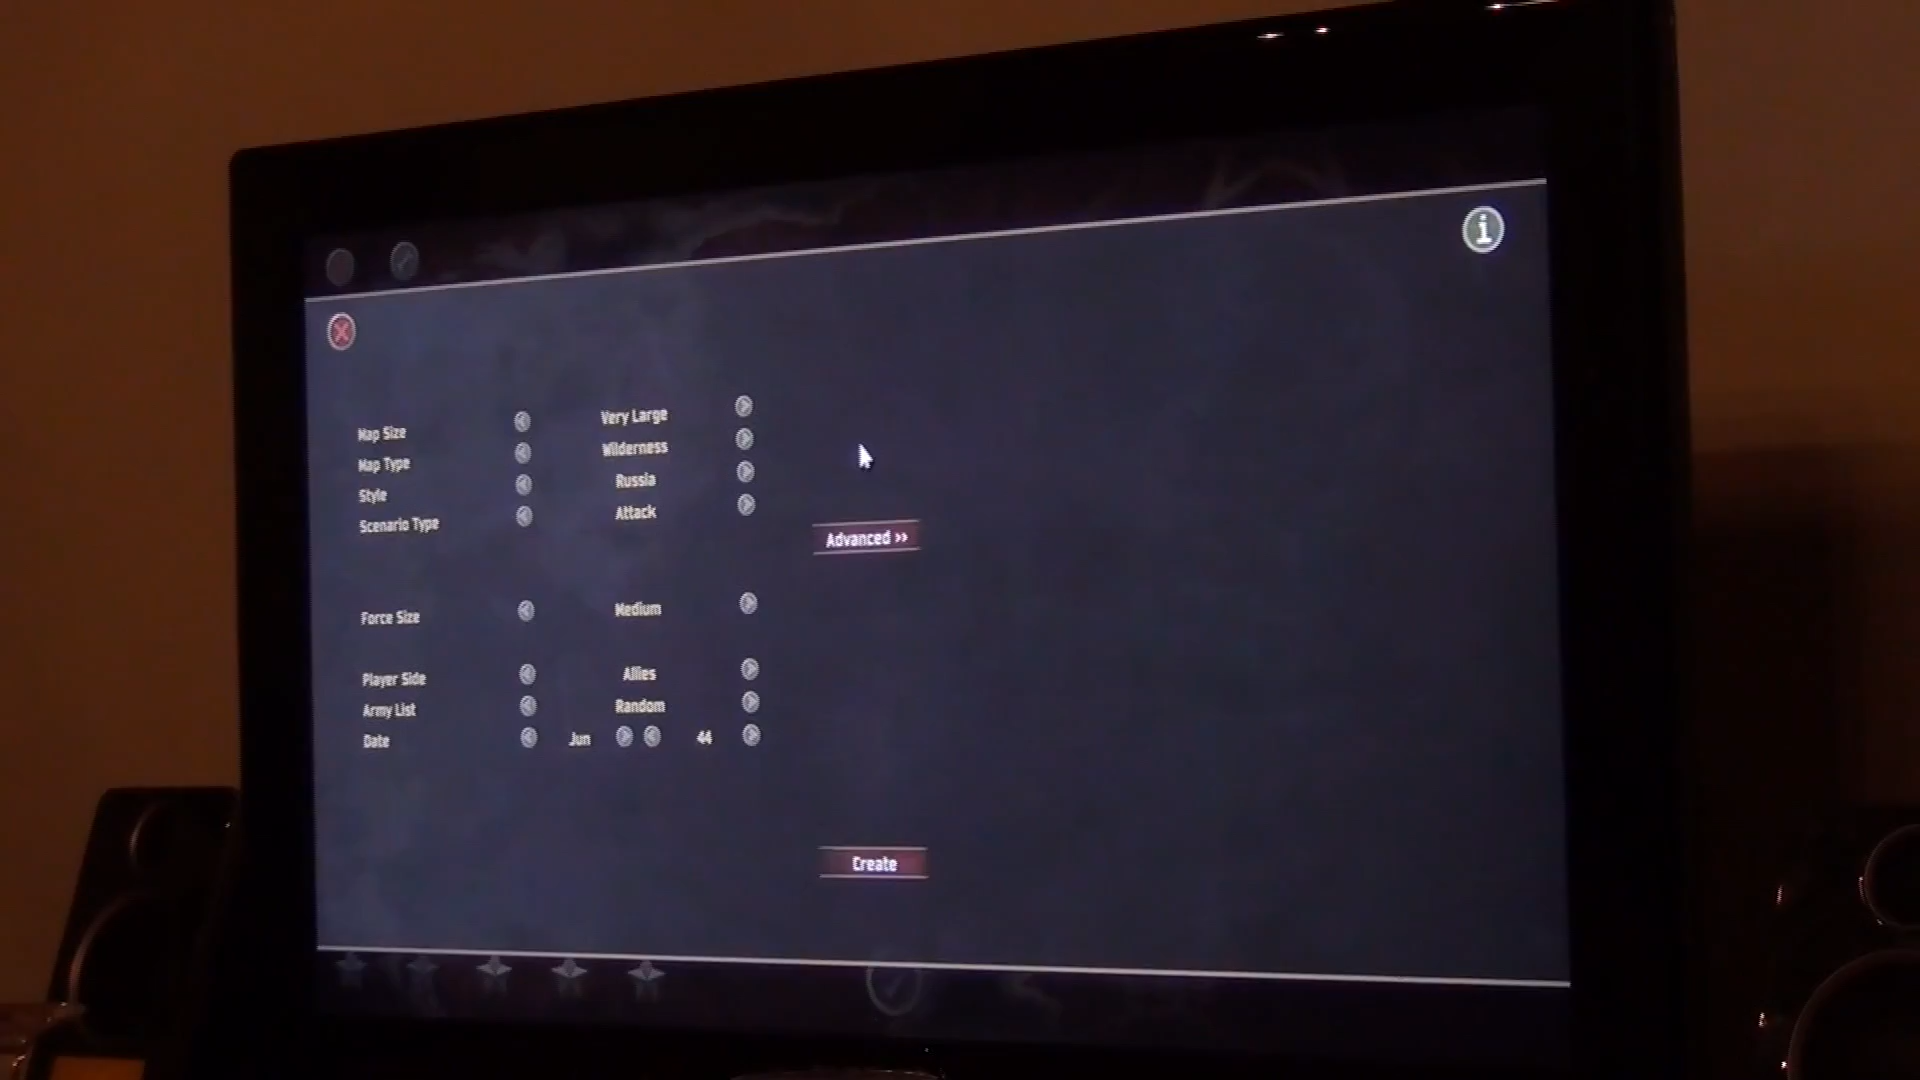 Map Size Very Large
Map Type Wilderness
Style Russia
Scenario Type Attack
Advanced >>
Force Size Medium
Player Side Allies
Army List Random
Date Jun 44
Create